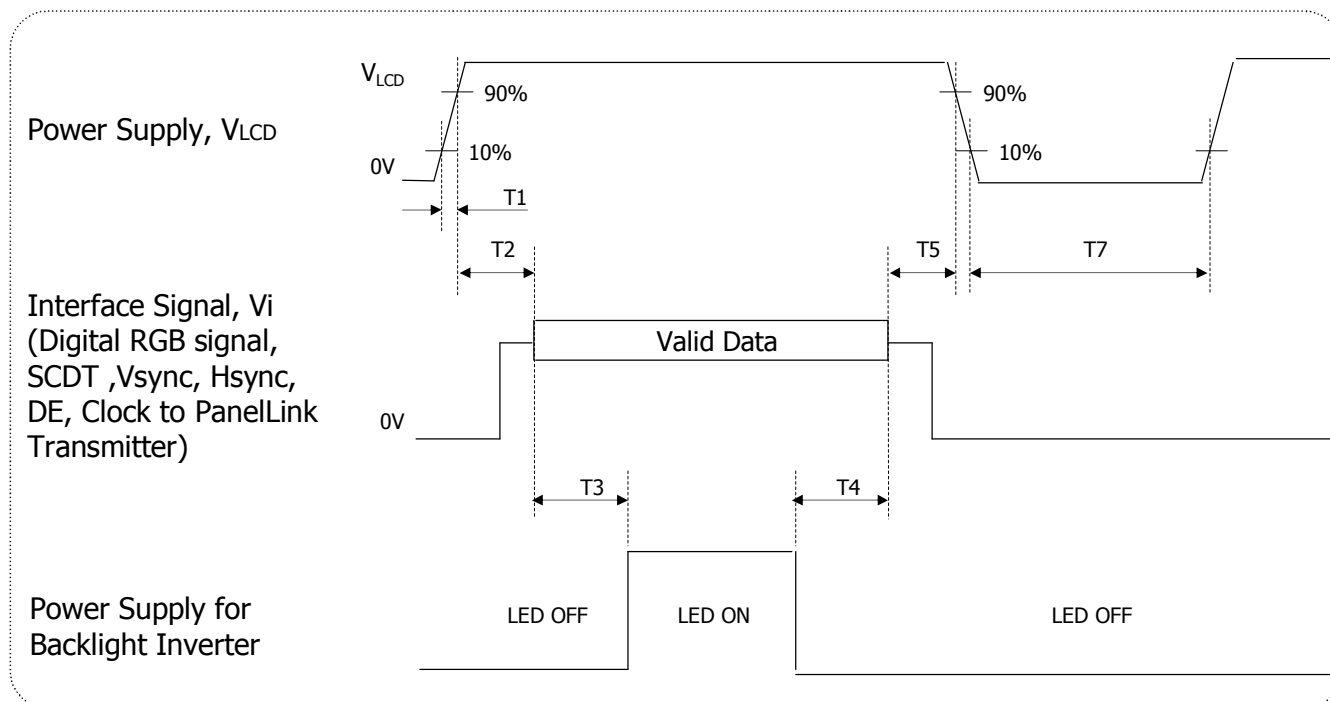 VLCD
90%
90%
Power Supply, VLCD
10%
10%
0V
T1
T2
T5
T7
Interface Signal, Vi
(Digital RGB signal,
SCDT ,Vsync, Hsync,
DE, Clock to PanelLink
Transmitter)
Valid Data
0V
T3
T4
Power Supply for
Backlight Inverter
LED OFF
LED ON
LED OFF